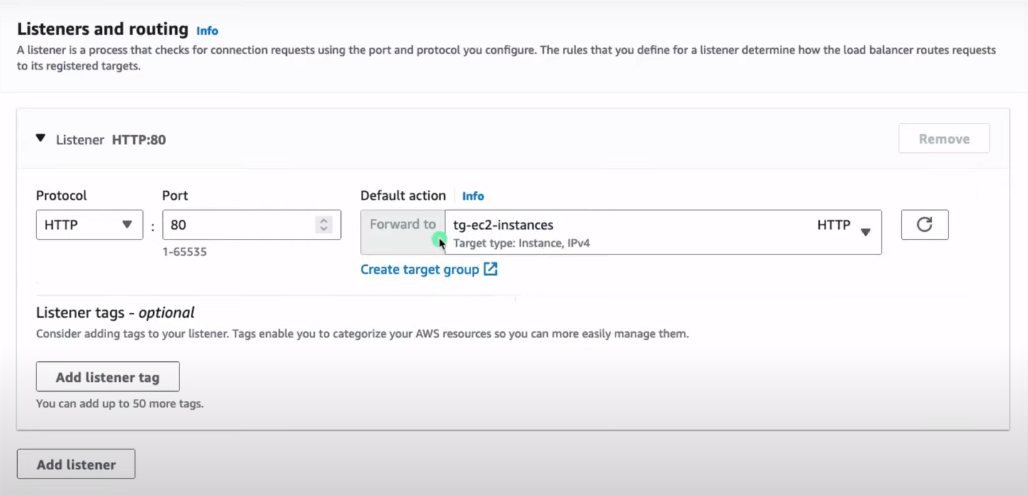 Listeners and routing Info
A listener is a process that checks for connection requests using the port and protocol you configure. The rules that you define for a listener determine how the load balancer routes requests
to its registered targets.
Listener HTTP:80
Remove
Protocol Port Default action Info
HTTP : 80 Forward to tg-ec2-instances HTTP
Target type: Instance, IPv4
1-65535
Create target group
Listener tags - optional
Consider adding tags to your listener. Tags enable you to categorize your AWS resources so you can more easily manage them.
Add listener tag
You can add up to 50 more tags.
Add listener